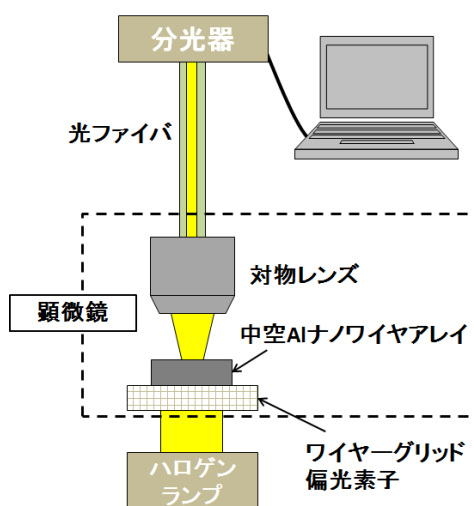 分光器
光ファイバ
対物レンズ
顕微鏡
中空Alナノワイヤアレイ
ワイヤーグリッド
偏光素子
ハロゲン
ランプ